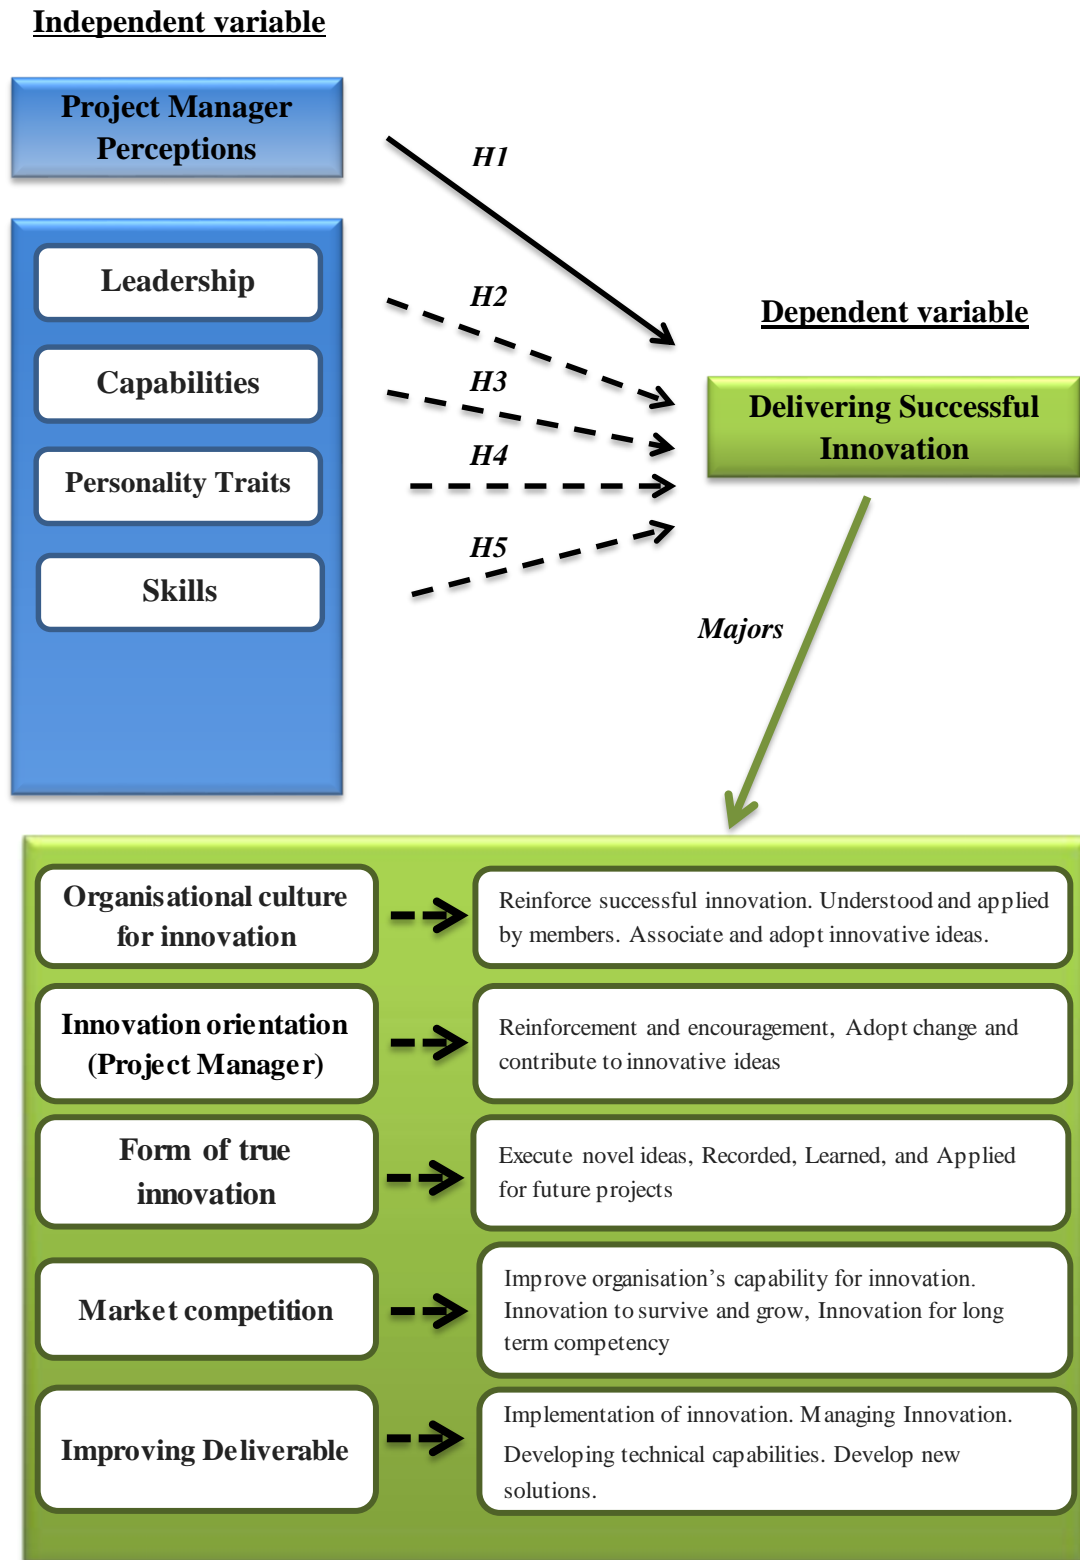 Independent variable
Project Manager
Perceptions
H1
Leadership
H2
Dependent variable
Capabilities
H3
Delivering Successful
Innovation
Personality Traits
H4
H5
Skills
Majors
Organisational culture
for innovation
Reinforce successful innovation. Understood and applied
by members. Associate and adopt innovative ideas.
Innovation orientation
(Project Manager)
Reinforcement and encouragement, Adopt change and
contribute to innovative ideas
Form of true
innovation
Execute novel ideas, Recorded, Learned, and Applied
for future projects
Market competition
Improve organisation’s capability for innovation.
Innovation to survive and grow, Innovation for long
term competency
Improving Deliverable
Implementation of innovation. Managing Innovation.
Developing technical capabilities. Develop new
solutions.